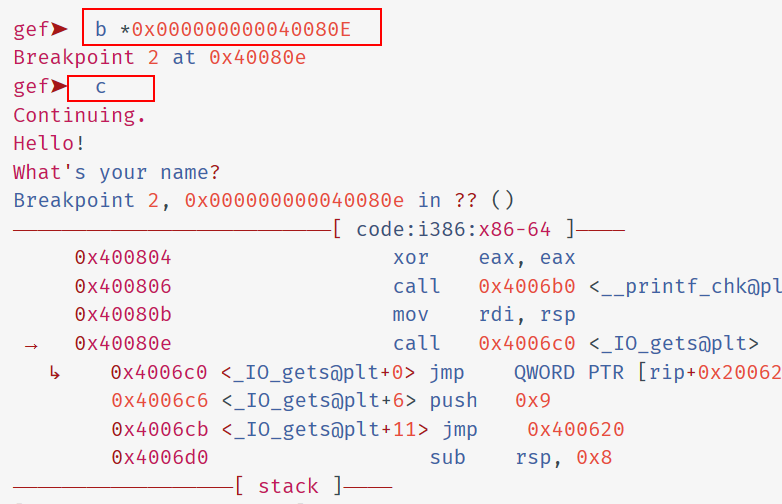 gef➤ b *0x000000000040080E
Breakpoint 2 at 0x40080e
gef➤ c
Continuing.
Hello!
What's your name?
Breakpoint 2, 0x000000000040080e in ?? ()
───────────────────────[ code:i386:x86-64 ]────
0x400804 xor eax, eax
0x400806 call 0x4006b0 <__printf_chk@pl
0x40080b mov rdi, rsp
→ 0x40080e call 0x4006c0 <_IO_gets@plt>
↳ 0x4006c0 <_IO_gets@plt+0> jmp QWORD PTR [rip+0x20062
0x4006c6 <_IO_gets@plt+6> push 0x9
0x4006cb <_IO_gets@plt+11> jmp 0x400620
0x4006d0 sub rsp, 0x8
────────────────[ stack ]────